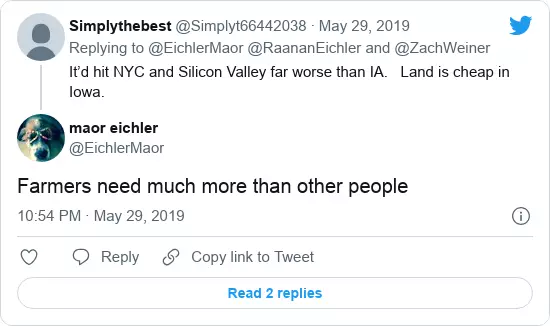 Simplythebest @Simplyt66442038 · May 29, 2019
Replying to @EichlerMaor @RaananEichler and @ZachWeiner
It'd hit NYC and Silicon Valley far worse than IA.   Land is cheap in
Iowa.
maor eichler
@EichlerMaor
Farmers need much more than other people
10:54 PM · May 29, 2019
Reply
Copy link to Tweet
Read 2 replies